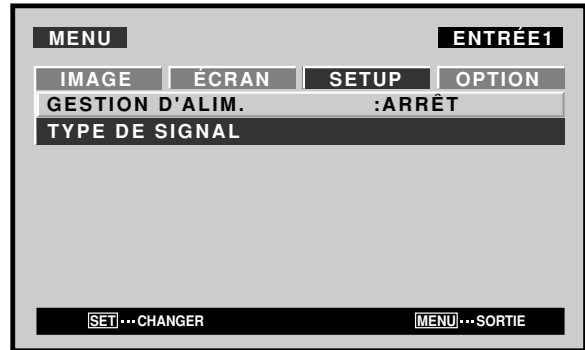 MENU ENTRÉE1
IMAGE ÉCRAN SETUP OPTION
GESTION D'ALIM. :ARRÊT
TYPE DE SIGNAL
SET ··· CHANGER MENU ··· SORTIE